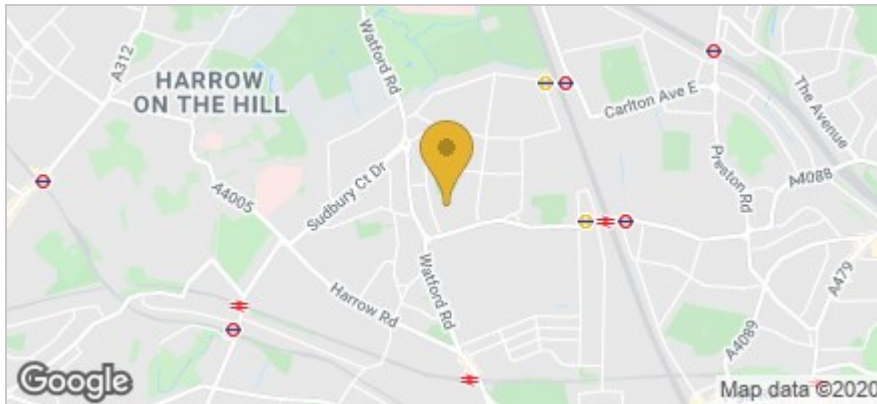 A312
HARROW
ON THE HILL
Watford Rd
Carlton Ave E
The Avenue
Preston Rd
A4088
A4005
Sudbury Ct Dr
Harrow Rd
Watford Rd
A479
A4089
Google
Map data ©2020